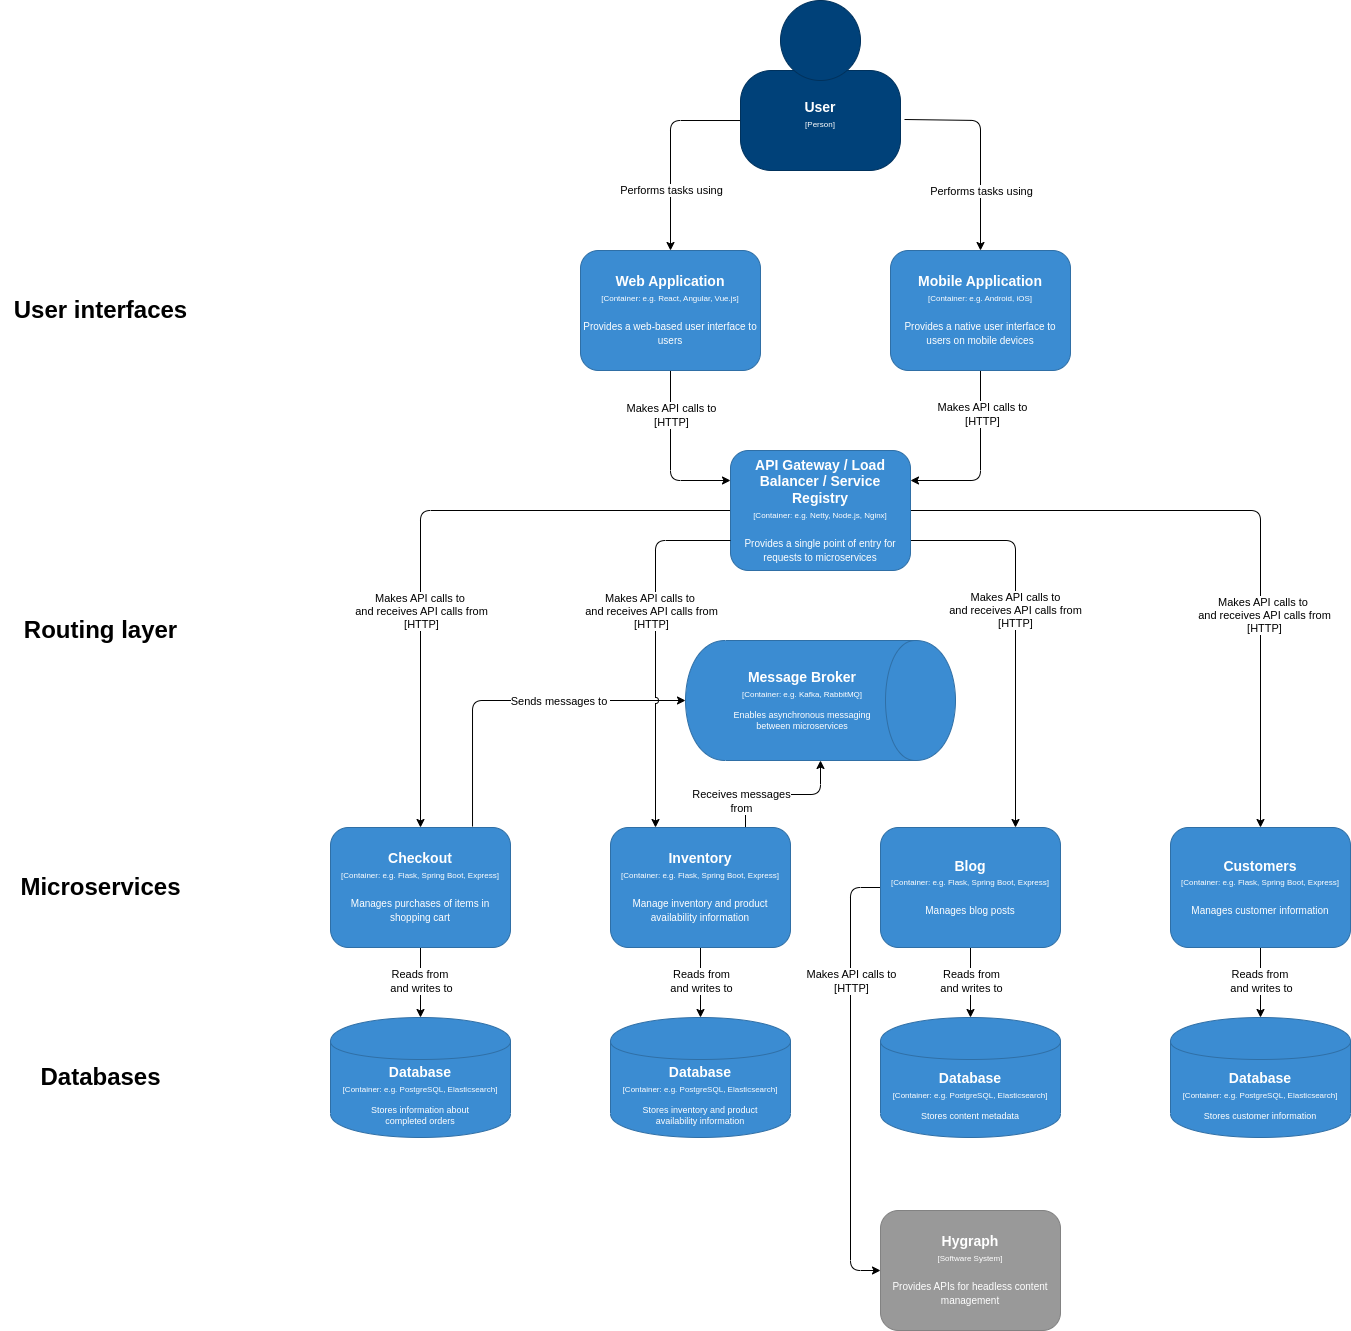 User
[Person]
Performs tasks using
Performs tasks using
User interfaces
Web Application
[Container: e.g. React, Angular, Vue.js]
Provides a web-based user interface to
users
Mobile Application
[Container: e.g. Android, iOS]
Provides a native user interface to
users on mobile devices
Makes API calls to
[HTTP]
Makes API calls to
[HTTP]
API Gateway / Load
Balancer / Service
Registry
[Container: e.g. Netty, Node.js, Nginx]
Provides a single point of entry for
requests to microservices
Routing layer
Makes API calls to
and receives API calls from
[HTTP]
Makes API calls to
and receives API calls from
[HTTP]
Makes API calls to
and receives API calls from
[HTTP]
Makes API calls to
and receives API calls from
[HTTP]
Message Broker
[Container: e.g. Kafka, RabbitMQ]
Enables asynchronous messaging
between microservices
Sends messages to
Receives messages
from
Microservices
Checkout
[Container: e.g. Flask, Spring Boot, Express]
Manages purchases of items in
shopping cart
Inventory
[Container: e.g. Flask, Spring Boot, Express]
Manage inventory and product
availability information
Blog
[Container: e.g. Flask, Spring Boot, Express]
Manages blog posts
Customers
[Container: e.g. Flask, Spring Boot, Express]
Manages customer information
Reads from
and writes to
Reads from
and writes to
Makes API calls to
[HTTP]
Reads from
and writes to
Reads from
and writes to
Databases
Database
[Container: e.g. PostgreSQL, Elasticsearch]
Stores information about
completed orders
Database
[Container: e.g. PostgreSQL, Elasticsearch]
Stores inventory and product
availability information
Database
[Container: e.g. PostgreSQL, Elasticsearch]
Stores content metadata
Database
[Container: e.g. PostgreSQL, Elasticsearch]
Stores customer information
Hygraph
[Software System]
Provides APIs for headless content
management